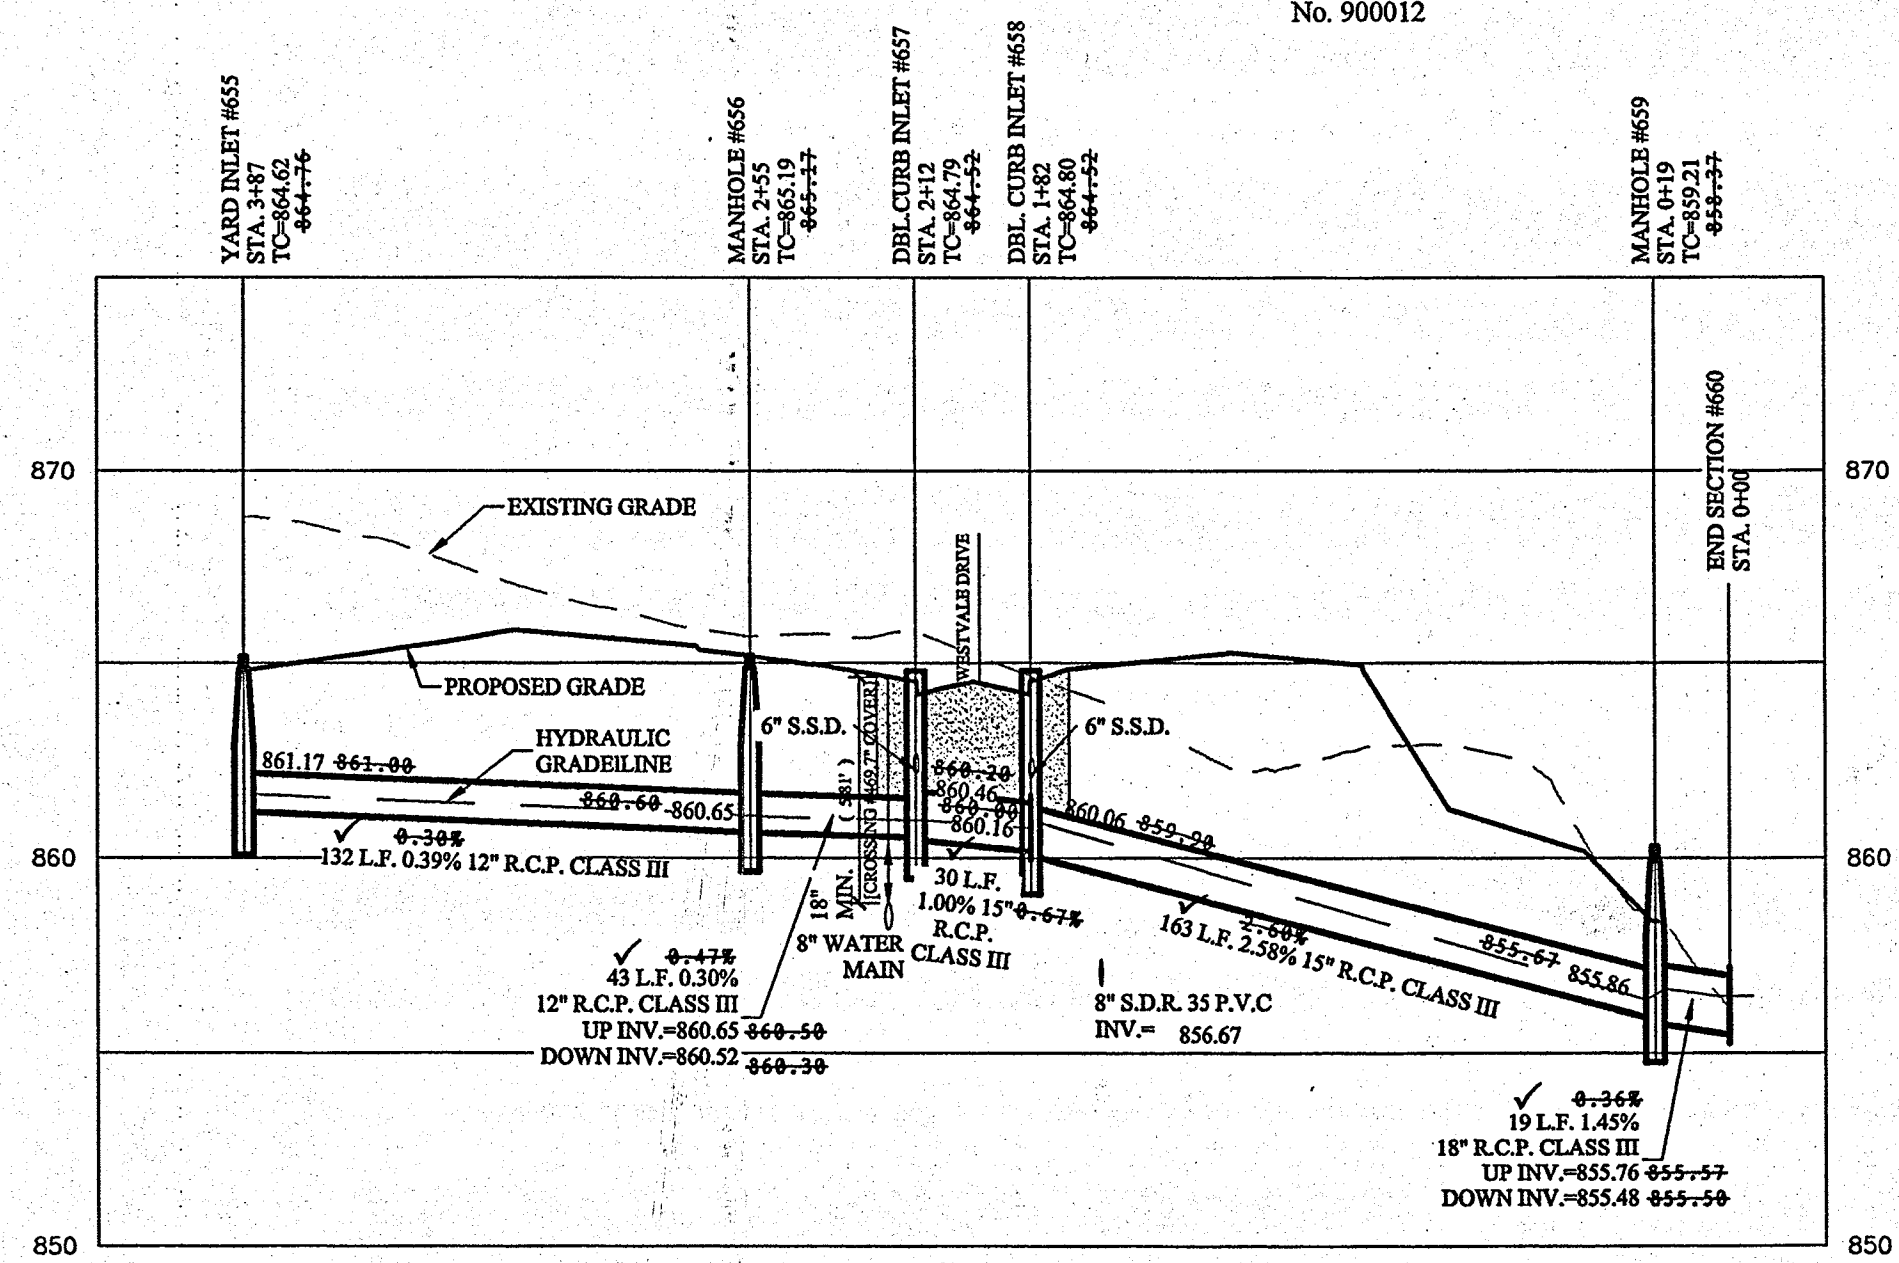 No. 900012
YARD INLET #655
STA. 3+87
TC=864.62
864.76
MANHOLE #656
STA. 2+55
TC=865.19
865.17
DBL.CURB INLET #657
STA. 2+12
TC=864.79
864.52
DBL. CURB INLET #658
STA. 1+82
TC=864.80
864.52
MANHOLE #659
STA. 0+19
TC=859.21
858.37
END SECTION #660
STA. 0+00
870
870
EXISTING GRADE
WESTVALE DRIVE
PROPOSED GRADE
6" S.S.D.
6" S.S.D.
HYDRAULIC
GRADELINE
861.17 861.00
860.60 860.65
860.20
860.46
860.00
860.16
860.06 859.90
860
860
0.30%
132 L.F. 0.39% 12" R.C.P. CLASS III
18"
MIN.
8" WATER
MAIN
30 L.F.
1.00% 15" 0.67%
R.C.P.
CLASS III
2.60%
163 L.F. 2.58% 15" R.C.P. CLASS III
855.67 855.86
0.47%
43 L.F. 0.30%
12" R.C.P. CLASS III
UP INV.=860.65 860.50
DOWN INV.=860.52 860.30
8" S.D.R. 35 P.V.C
INV.= 856.67
0.36%
19 L.F. 1.45%
18" R.C.P. CLASS III
UP INV.=855.76 855.57
DOWN INV.=855.48 855.50
850
850